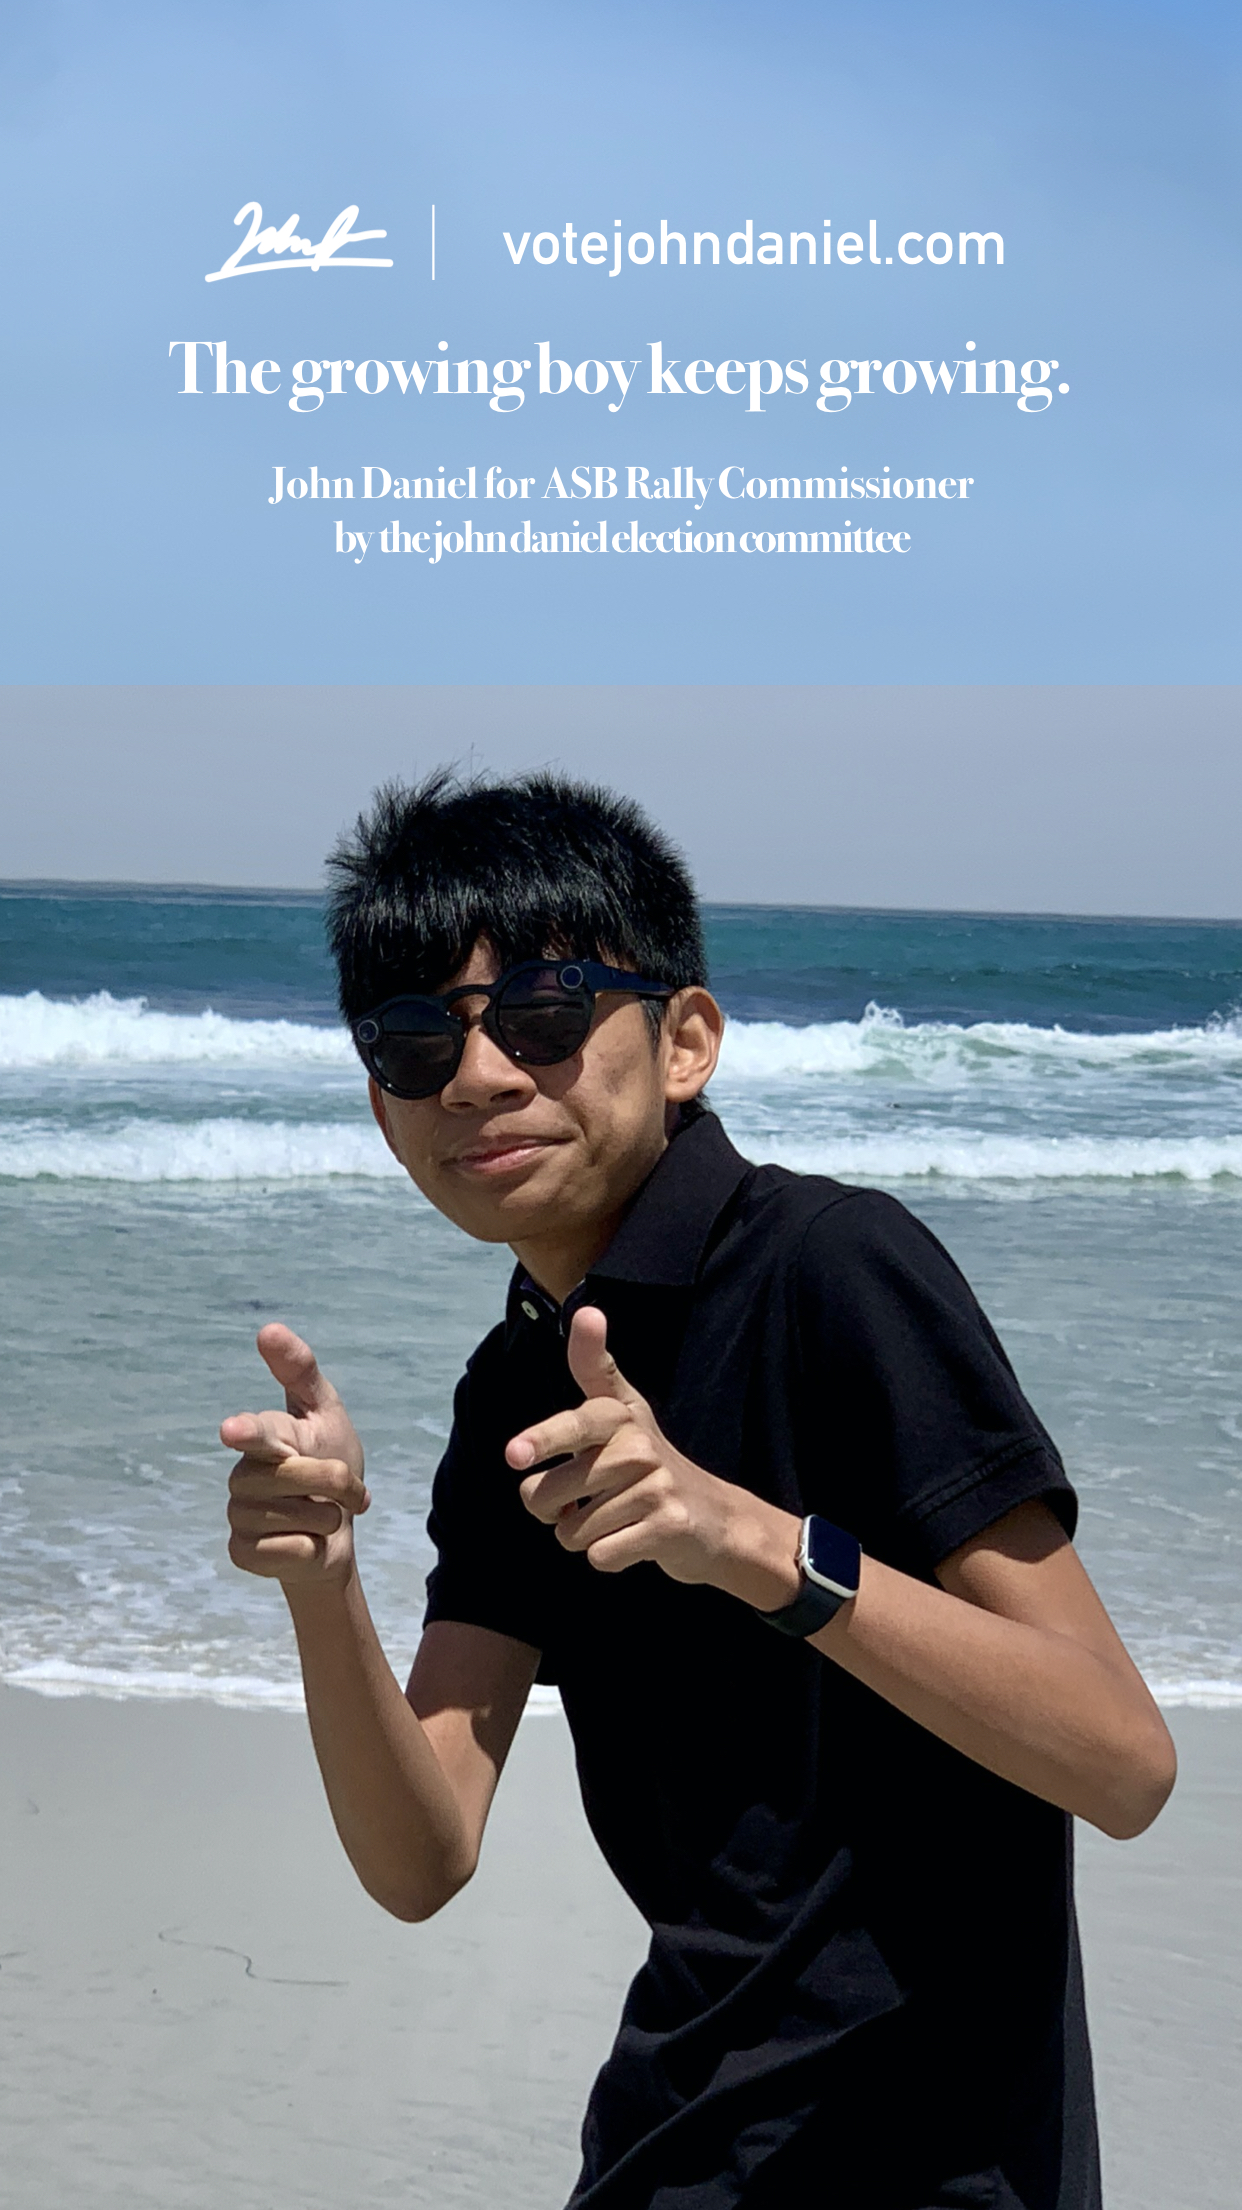 John
votejohndaniel.com
The growing boy keeps growing.
John Daniel for ASB Rally Commissioner
by the john daniel election committee